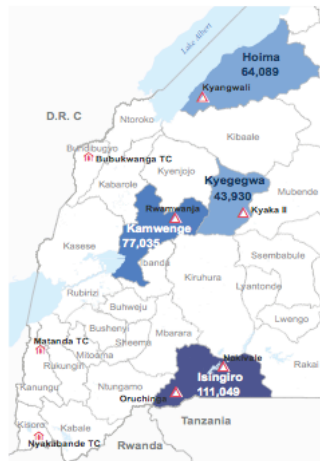 Lake Albert
Hoima
64,089
Kyangwali
D.R. C
Ntoroko
Kibaale
Bundibugyo
Bubukwanga TC
Kyenjojo
Kyegegwa
43,930
Kabarole
Mubende
Rwamwanja
Kyaka II
Kamwenge
77,035
Kasese
Ibanda
Ssembabule
Kiruhura
Lyantonde
Rubirizi
Buhweju
Lwengo
Bushenyi
Mbarara
Sheema
Matanda TC
Mitooma
Rukungiri
Nakivale
Rakai
Isingiro
111,049
Kanungu
Ntungamo
Oruchinga
Kisoro
Kabale
Tanzania
Nyakabande TC
Rwanda